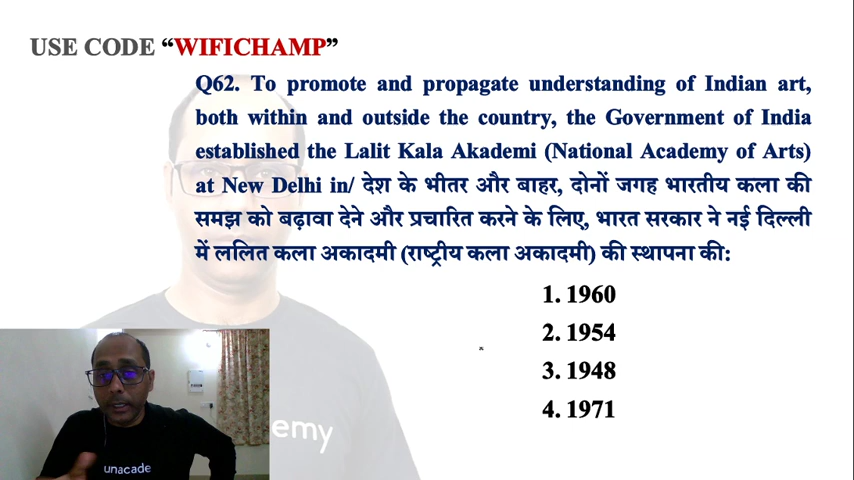 USE CODE “WIFICHAMP”
Q62. To promote and propagate understanding of Indian art,
both within and outside the country, the Government of India
established the Lalit Kala Akademi (National Academy of Arts)
at New Delhi in/ देश के भीतर और बाहर, दोनों जगह भारतीय कला की
समझ को बढ़ावा देने और प्रचारित करने के लिए, भारत सरकार ने नई दिल्ली
में ललित कला अकादमी (राष्ट्रीय कला अकादमी) की स्थापना की:
1. 1960
2. 1954
3. 1948
4. 1971
emy
unacade